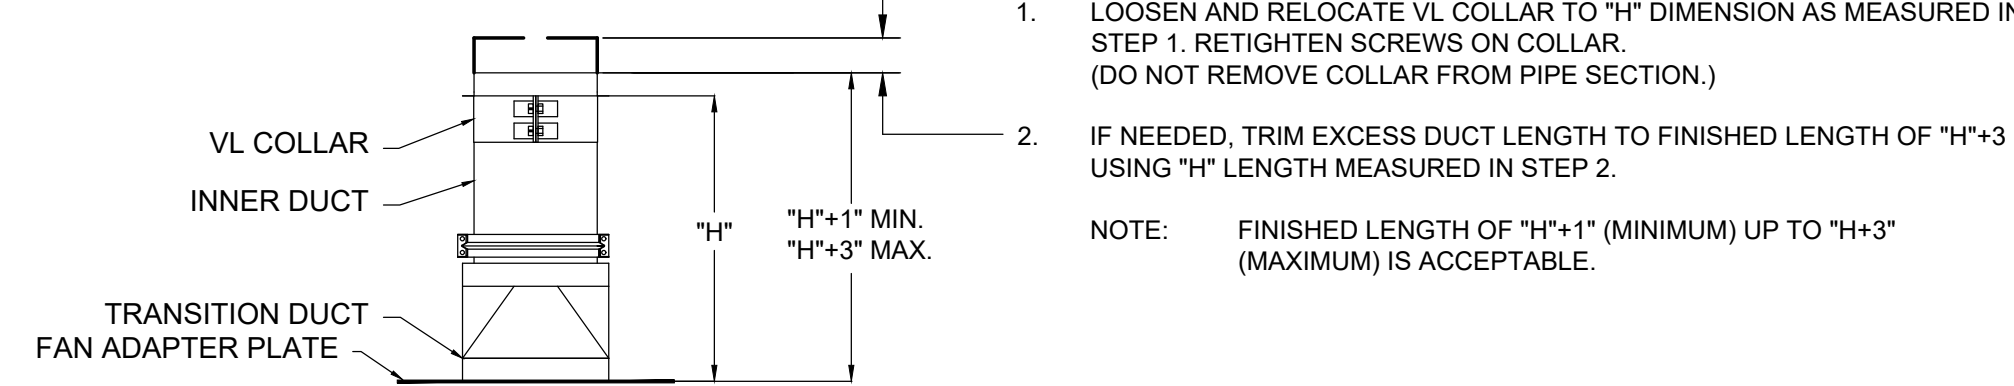 1. LOOSEN AND RELOCATE VL COLLAR TO "H" DIMENSION AS MEASURED IN
STEP 1. RETIGHTEN SCREWS ON COLLAR.
(DO NOT REMOVE COLLAR FROM PIPE SECTION.)
2. IF NEEDED, TRIM EXCESS DUCT LENGTH TO FINISHED LENGTH OF "H"+3
USING "H" LENGTH MEASURED IN STEP 2.
NOTE: FINISHED LENGTH OF "H"+1" (MINIMUM) UP TO "H+3"
(MAXIMUM) IS ACCEPTABLE.
VL COLLAR
INNER DUCT
TRANSITION DUCT
FAN ADAPTER PLATE
"H"
"H"+1" MIN.
"H"+3" MAX.